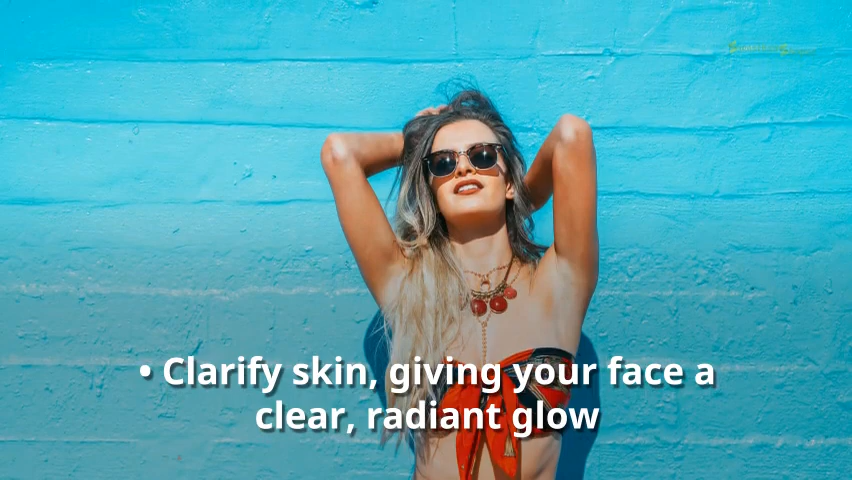 • Clarify skin, giving your face a
clear, radiant glow